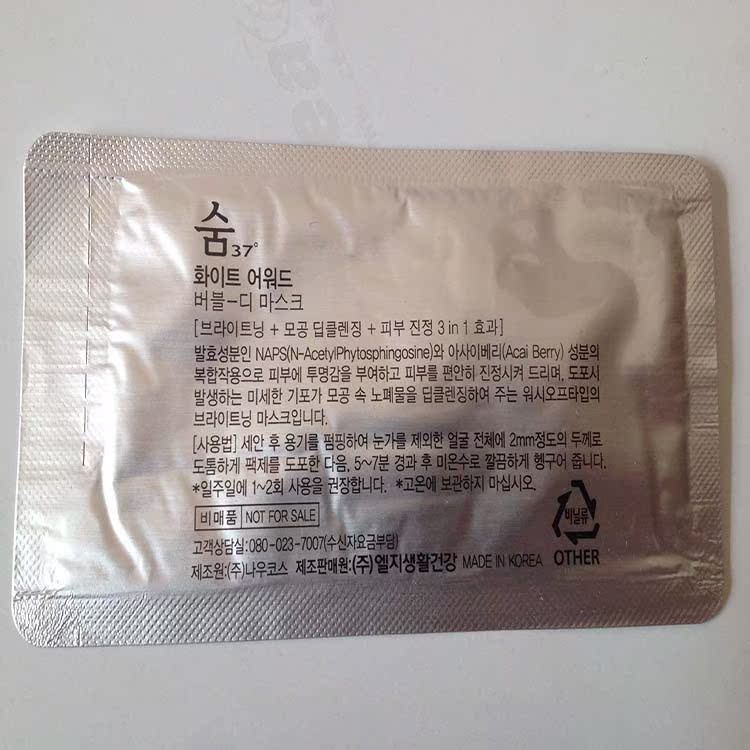 숨37°
화이트 어워드
버블-디 마스크
[브라이트닝 + 모공 딥클렌징 + 피부 진정 3 in 1 효과]
발효성분인 NAPS(N-AcetylPhytosphingosine)와 아사이베리(Acai Berry) 성분의
복합작용으로 피부에 투명감을 부여하고 피부를 편안히 진정시켜 드리며, 도포시
발생하는 미세한 기포가 모공 속 노폐물을 딥클렌징하여 주는 워시오프타입의
브라이트닝 마스크입니다.
[사용법] 세안 후 용기를 펌핑하여 눈가를 제외한 얼굴 전체에 2mm정도의 두께로
도톰하게 팩제를 도포한 다음, 5~7분 경과 후 미온수로 깔끔하게 헹구어 줍니다.
*일주일에 1~2회 사용을 권장합니다. *고온에 보관하지 마십시오.
비매품 NOT FOR SALE
비닐류
OTHER
고객상담실:080-023-7007(수신자요금부담)
제조원:(주)나우코스 제조판매원:(주)엘지생활건강 MADE IN KOREA